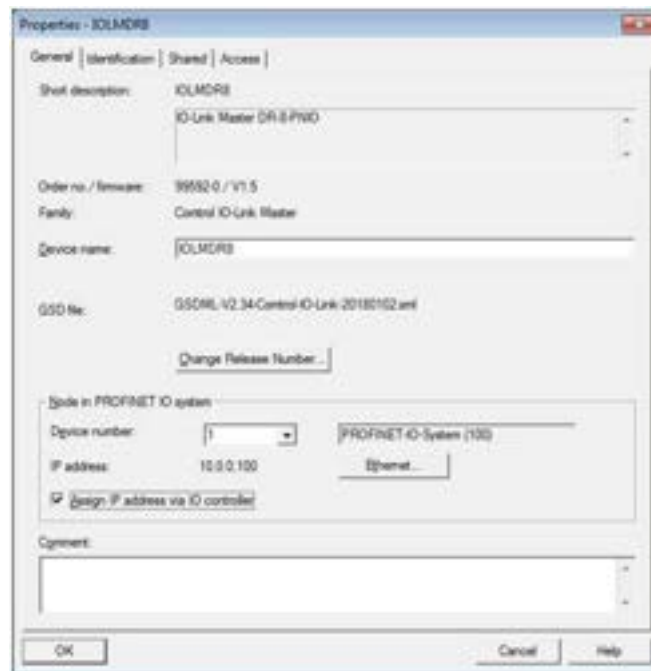 Properties - IOLMDR8
General Identification Shared Access
Short description: IOLMDR8
IO-Link Master DR-8-PNIO
Order no./ firmware: 99592-0 / V1.5
Family: Control IO-Link Master
Device name: IOLMDR8
GSD file: GSDML-V2.34-Control-IO-Link-20180102.xml
Change Release Number...
Node in PROFINET IO system
Device number: 1 PROFINET-IO-System (100)
IP address: 10.0.0.100 Ethernet...
Assign IP address via IO controller
Comment:
OK Cancel Help